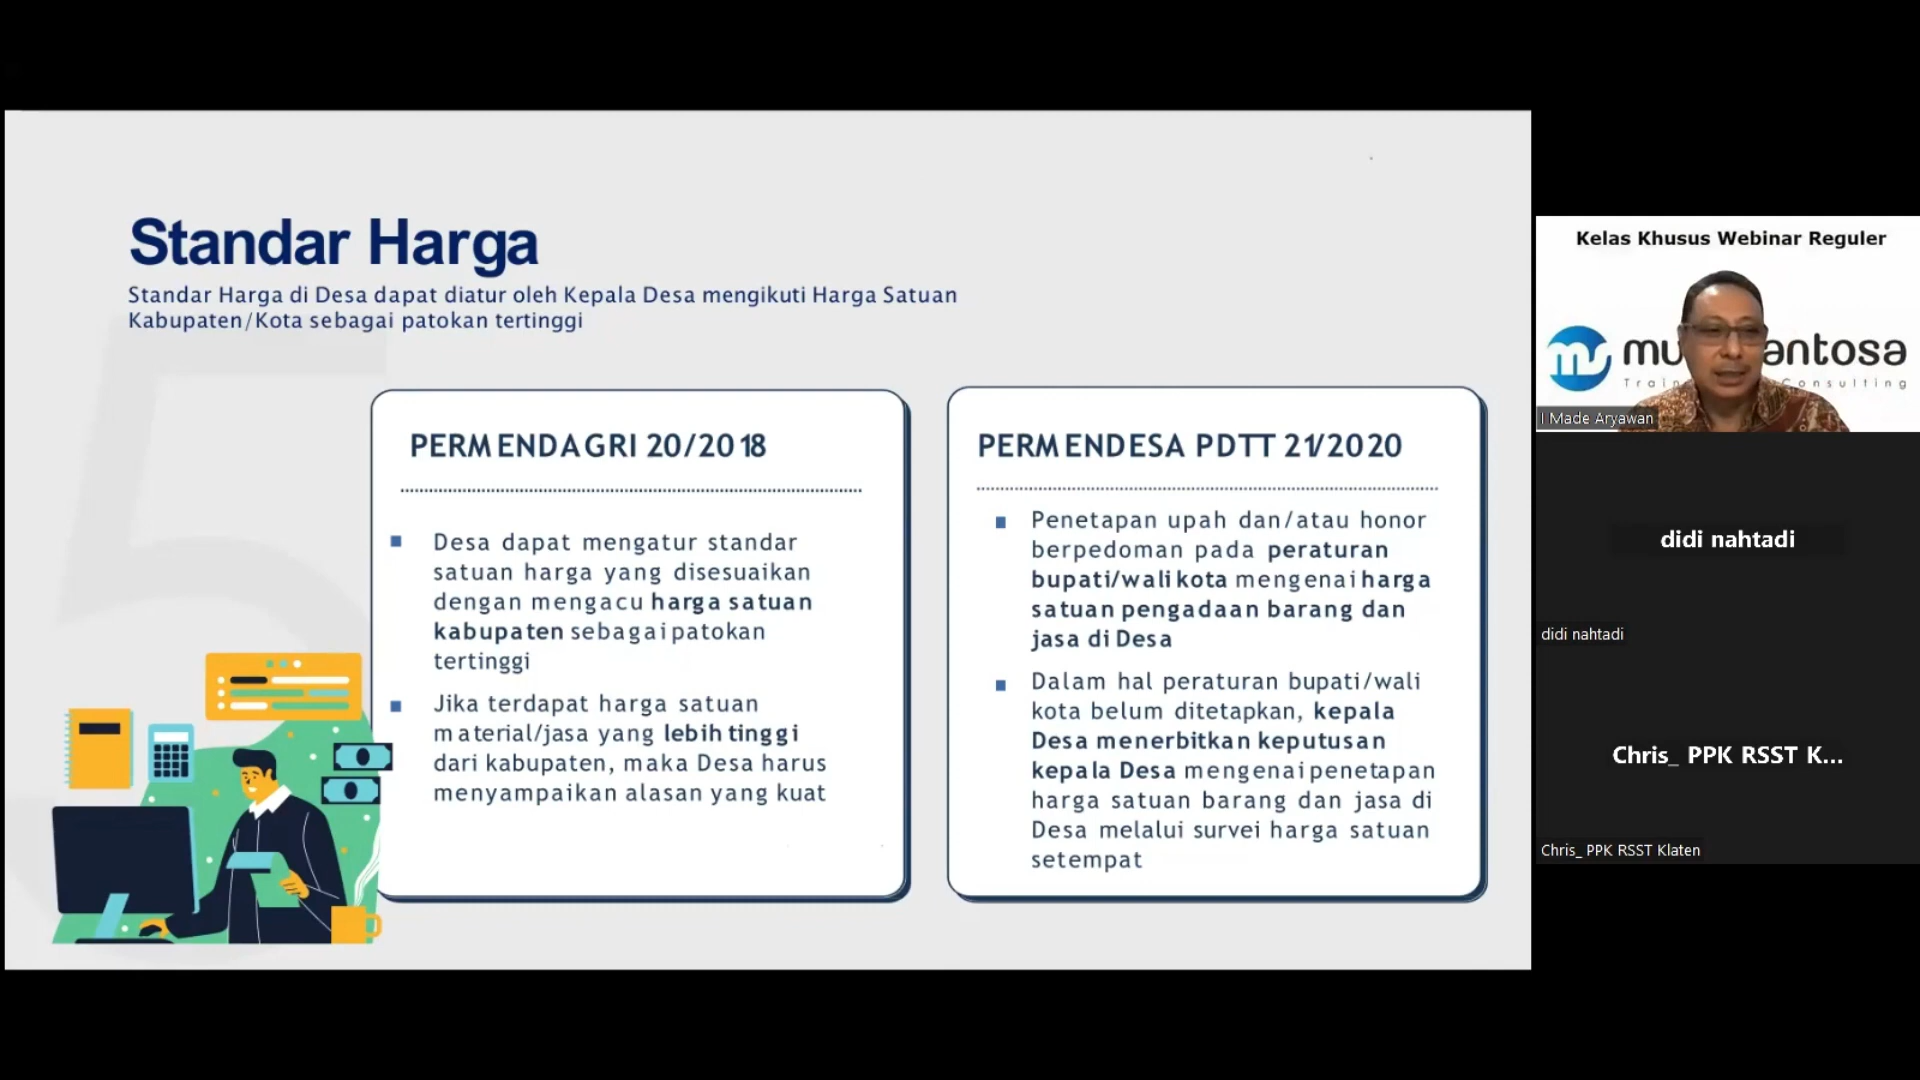 Standar Harga
Standar Harga di Desa dapat diatur oleh Kepala Desa mengikuti Harga Satuan
Kabupaten/Kota sebagai patokan tertinggi
PERMENDAGRI 20/2018
Desa dapat mengatur standar
satuan harga yang disesuaikan
dengan mengacu harga satuan
kabupaten sebagai patokan
tertinggi
Jika terdapat harga satuan
material/jasa yang lebih tinggi
dari kabupaten, maka Desa harus
menyampaikan alasan yang kuat
PERMENDESA PDTT 21/2020
Penetapan upah dan/atau honor
berpedoman pada peraturan
bupati/wali kota mengenai harga
satuan pengadaan barang dan
jasa di Desa
Dalam hal peraturan bupati/wali
kota belum ditetapkan, kepala
Desa menerbitkan keputusan
kepala Desa mengenai penetapan
harga satuan barang dan jasa di
Desa melalui survei harga satuan
setempat
Kelas Khusus Webinar Reguler
Consulting
I Made Aryawan
didi nahtadi
didi nahtadi
Chris_ PPK RSST K...
Chris_ PPK RSST Klaten